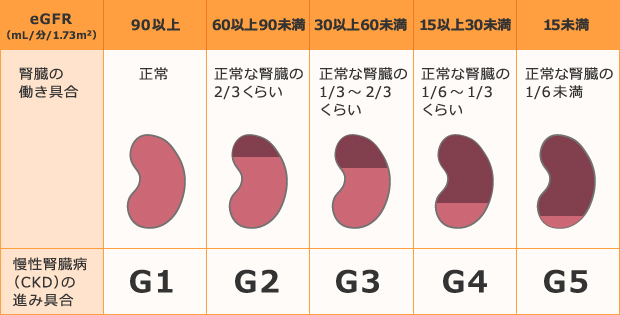 eGFR
(mL/分/1.73m²)
90以上
60以上90未満
30以上60未満
15以上30未満
15未満
腎臓の
働き具合
正常
正常な腎臓の
2/3くらい
正常な腎臓の
1/3～2/3
くらい
正常な腎臓の
1/6～1/3
くらい
正常な腎臓の
1/6未満
慢性腎臓病
(CKD)の
進み具合
G1
G2
G3
G4
G5